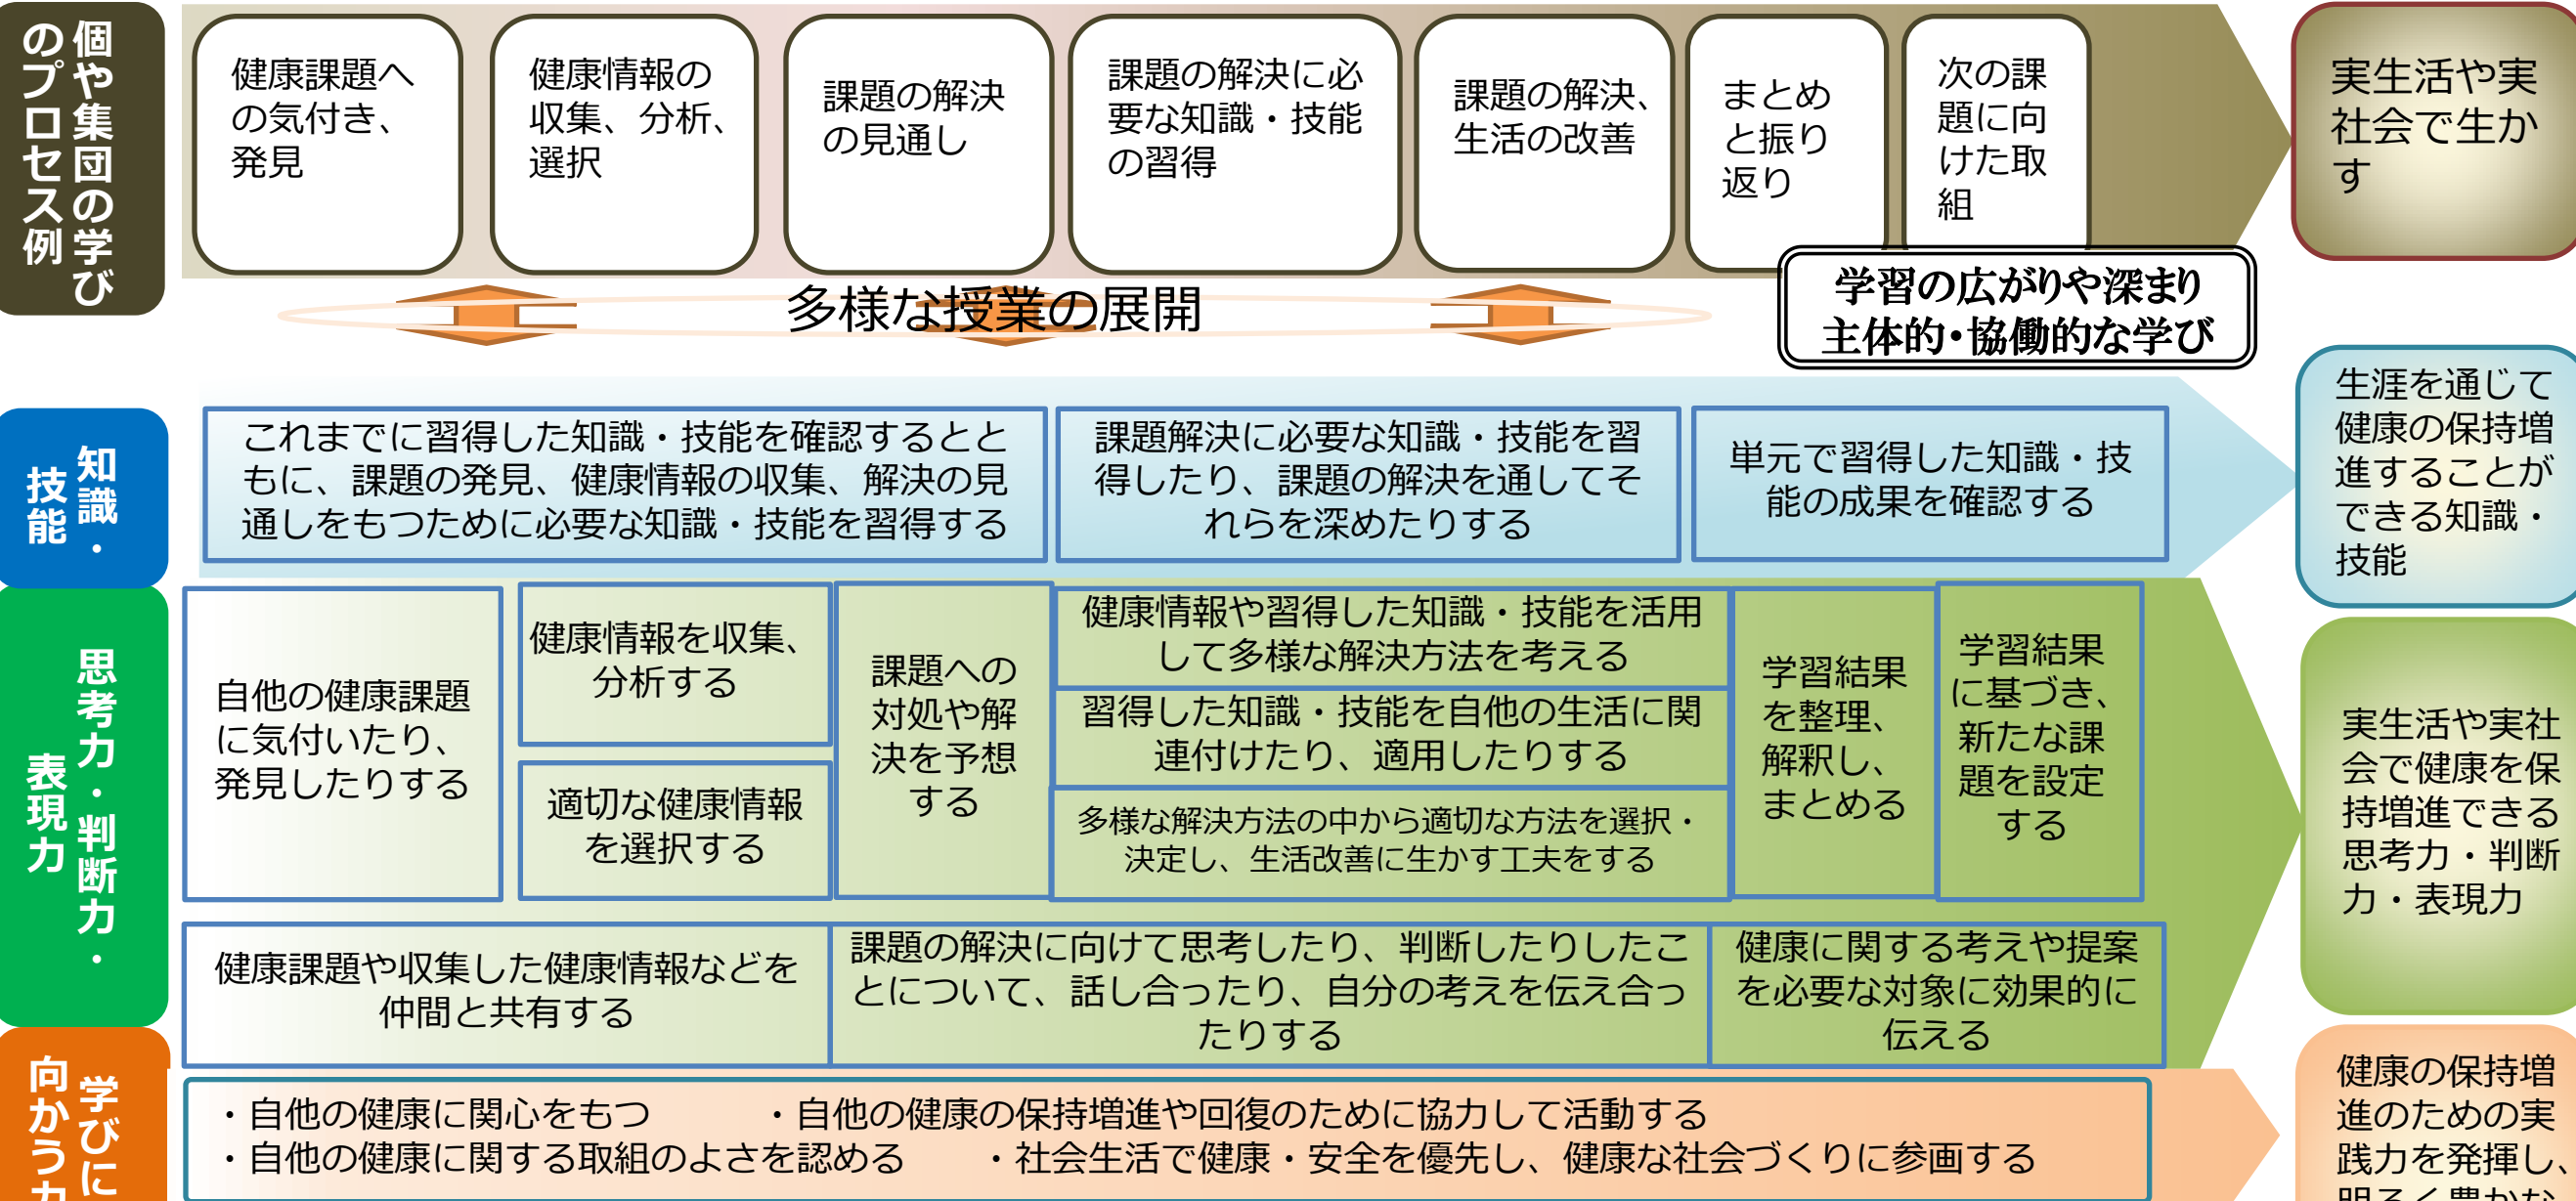 個や集団の学び
のプロセス例
健康課題へ
の気付き、
発見
健康情報の
収集、分析、
選択
課題の解決
の見通し
課題の解決に必
要な知識・技能
の習得
課題の解決、
生活の改善
まとめ
と振り
返り
次の課
題に向
けた取
組
実生活や実
社会で生か
す
多様な授業の展開
学習の広がりや深まり
主体的・協働的な学び
知識・
技能
これまでに習得した知識・技能を確認するとと
もに、課題の発見、健康情報の収集、解決の見
通しをもつために必要な知識・技能を習得する
課題解決に必要な知識・技能を習
得したり、課題の解決を通してそ
れらを深めたりする
単元で習得した知識・技
能の成果を確認する
生涯を通じて
健康の保持増
進することが
できる知識・
技能
思考力・判断力・
表現力
自他の健康課題
に気付いたり、
発見したりする
健康情報を収集、
分析する
適切な健康情報
を選択する
課題への
対処や解
決を予想
する
健康情報や習得した知識・技能を活用
して多様な解決方法を考える
習得した知識・技能を自他の生活に関
連付けたり、適用したりする
多様な解決方法の中から適切な方法を選択・
決定し、生活改善に生かす工夫をする
学習結果
を整理、
解釈し、
まとめる
学習結果
に基づき、
新たな課
題を設定
する
健康課題や収集した健康情報などを
仲間と共有する
課題の解決に向けて思考したり、判断したりしたこ
とについて、話し合ったり、自分の考えを伝え合っ
たりする
健康に関する考えや提案
を必要な対象に効果的に
伝える
実生活や実社
会で健康を保
持増進できる
思考力・判断
力・表現力
学びに
向かう力
・自他の健康に関心をもつ　・自他の健康の保持増進や回復のために協力して活動する
・自他の健康に関する取組のよさを認める　・社会生活で健康・安全を優先し、健康な社会づくりに参画する
健康の保持増
進のための実
践力を発揮し、
明るく豊かな